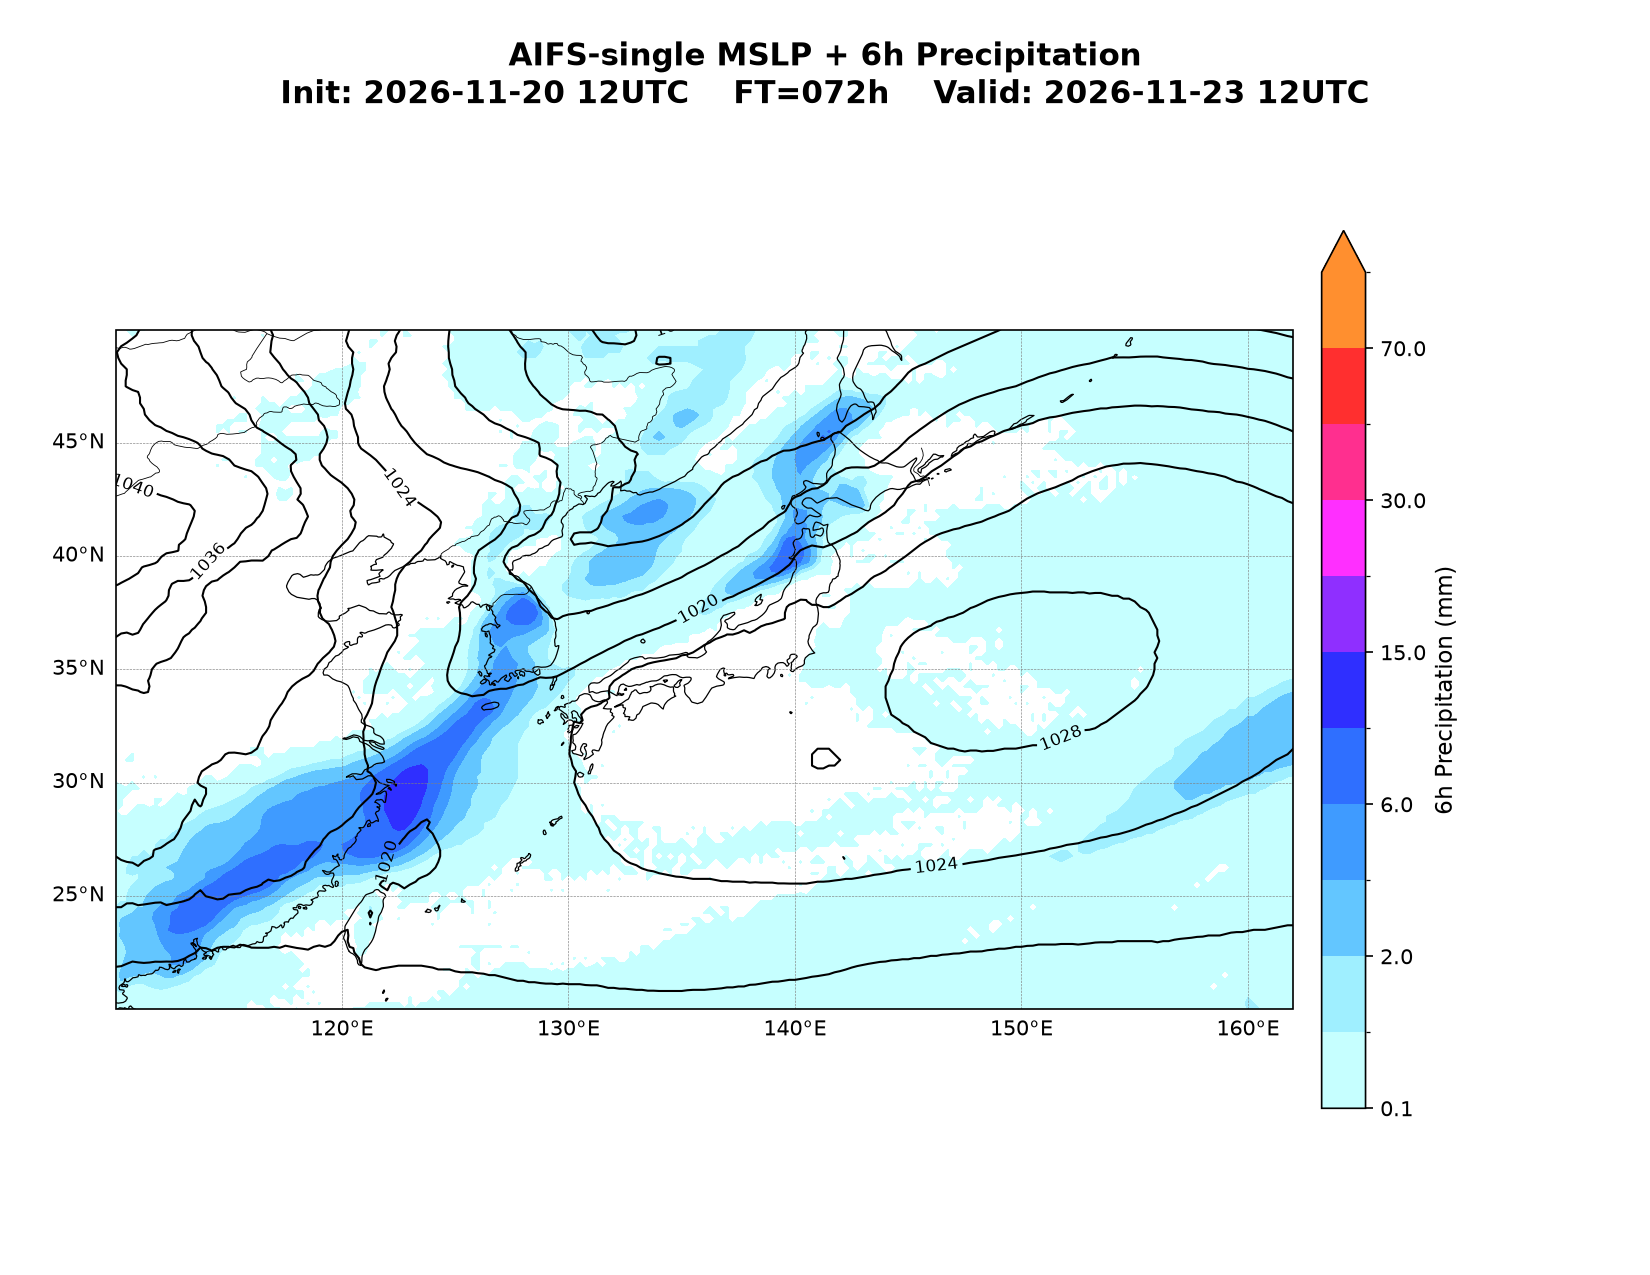 AIFS-single MSLP + 6h Precipitation
Init: 2026-11-20 12UTC    FT=072h    Valid: 2026-11-23 12UTC
70.0
45°N
1024
1040
30.0
40°N
1036
1020
15.0
35°N
1028
30°N
6.0
1020
1024
25°N
2.0
120°E
130°E
140°E
150°E
160°E
0.1
6h Precipitation (mm)